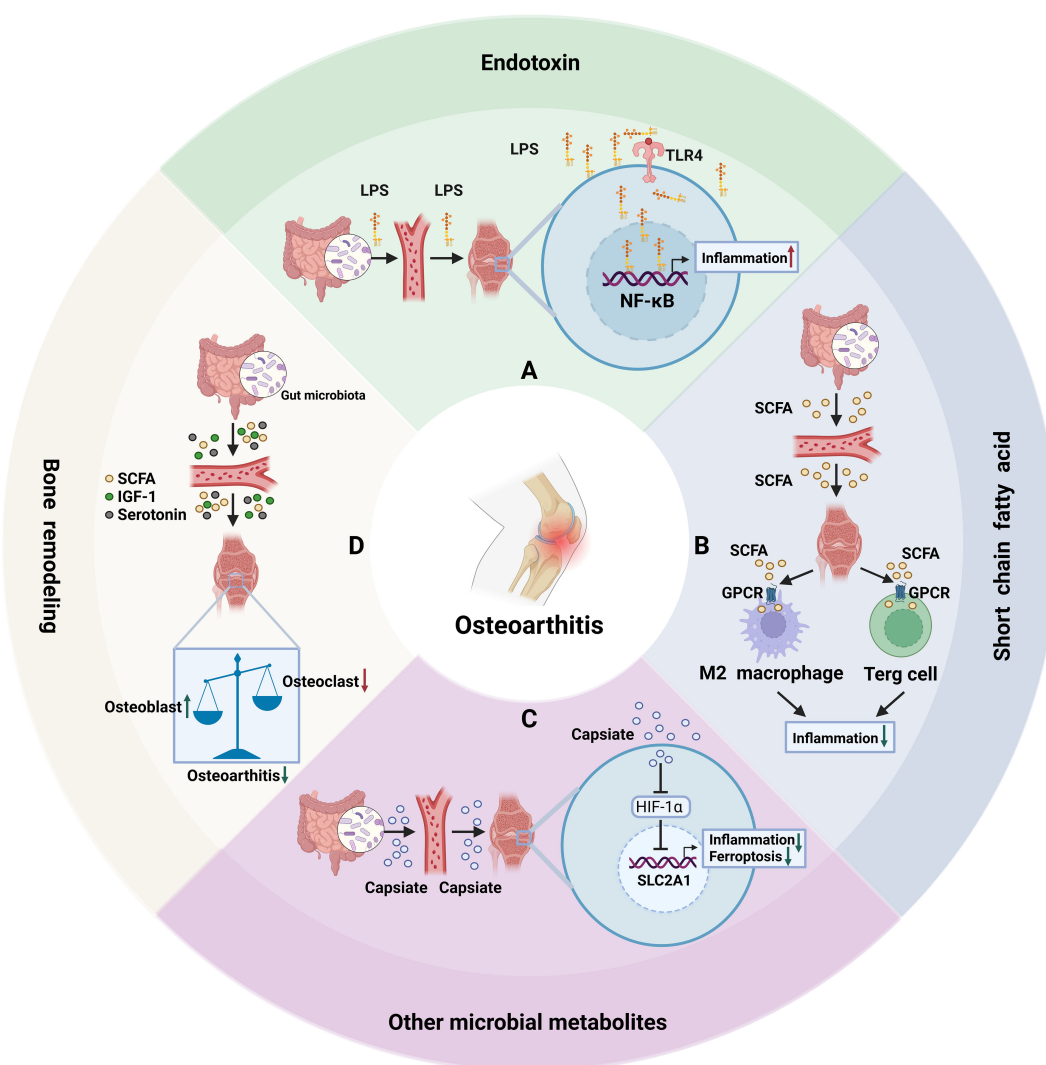 Endotoxin
LPS
TLR4
LPS
LPS
Inflammation
NF-κB
A
Short chain fatty acid
SCFA
SCFA
B
SCFA
SCFA
GPCR
GPCR
M2 macrophage
Terg cell
Inflammation
Other microbial metabolites
C
Capsiate
HIF-1α
Inflammation
Ferroptosis
SLC2A1
Capsiate
Capsiate
Bone remodeling
Gut microbiota
SCFA
IGF-1
Serotonin
D
Osteoclast
Osteoblast
Osteoarthitis
Osteoarthitis